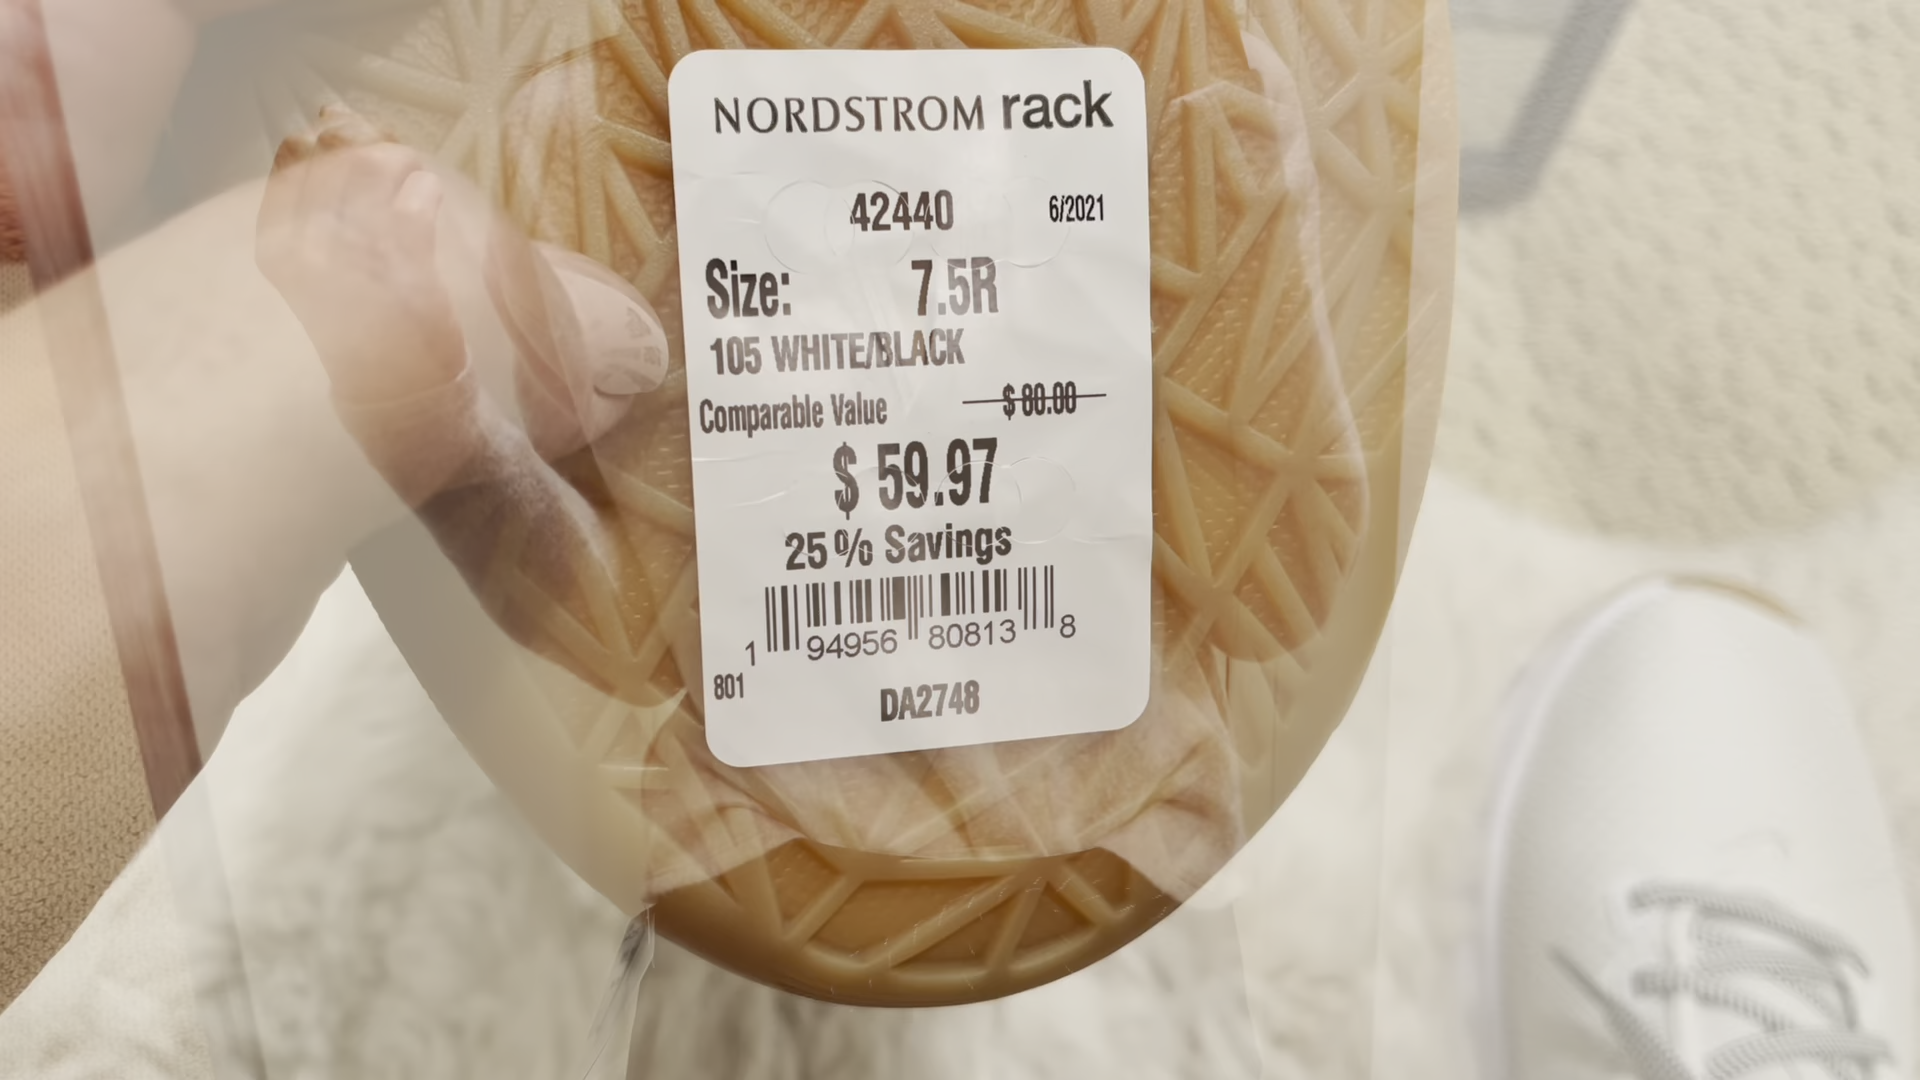 NORDSTROM rack
42440 6/2021
Size: 7.5R
105 WHITE/BLACK
Comparable Value $ 80.00
$ 59.97
25% Savings
1 94956 80813 8
801
DA2748